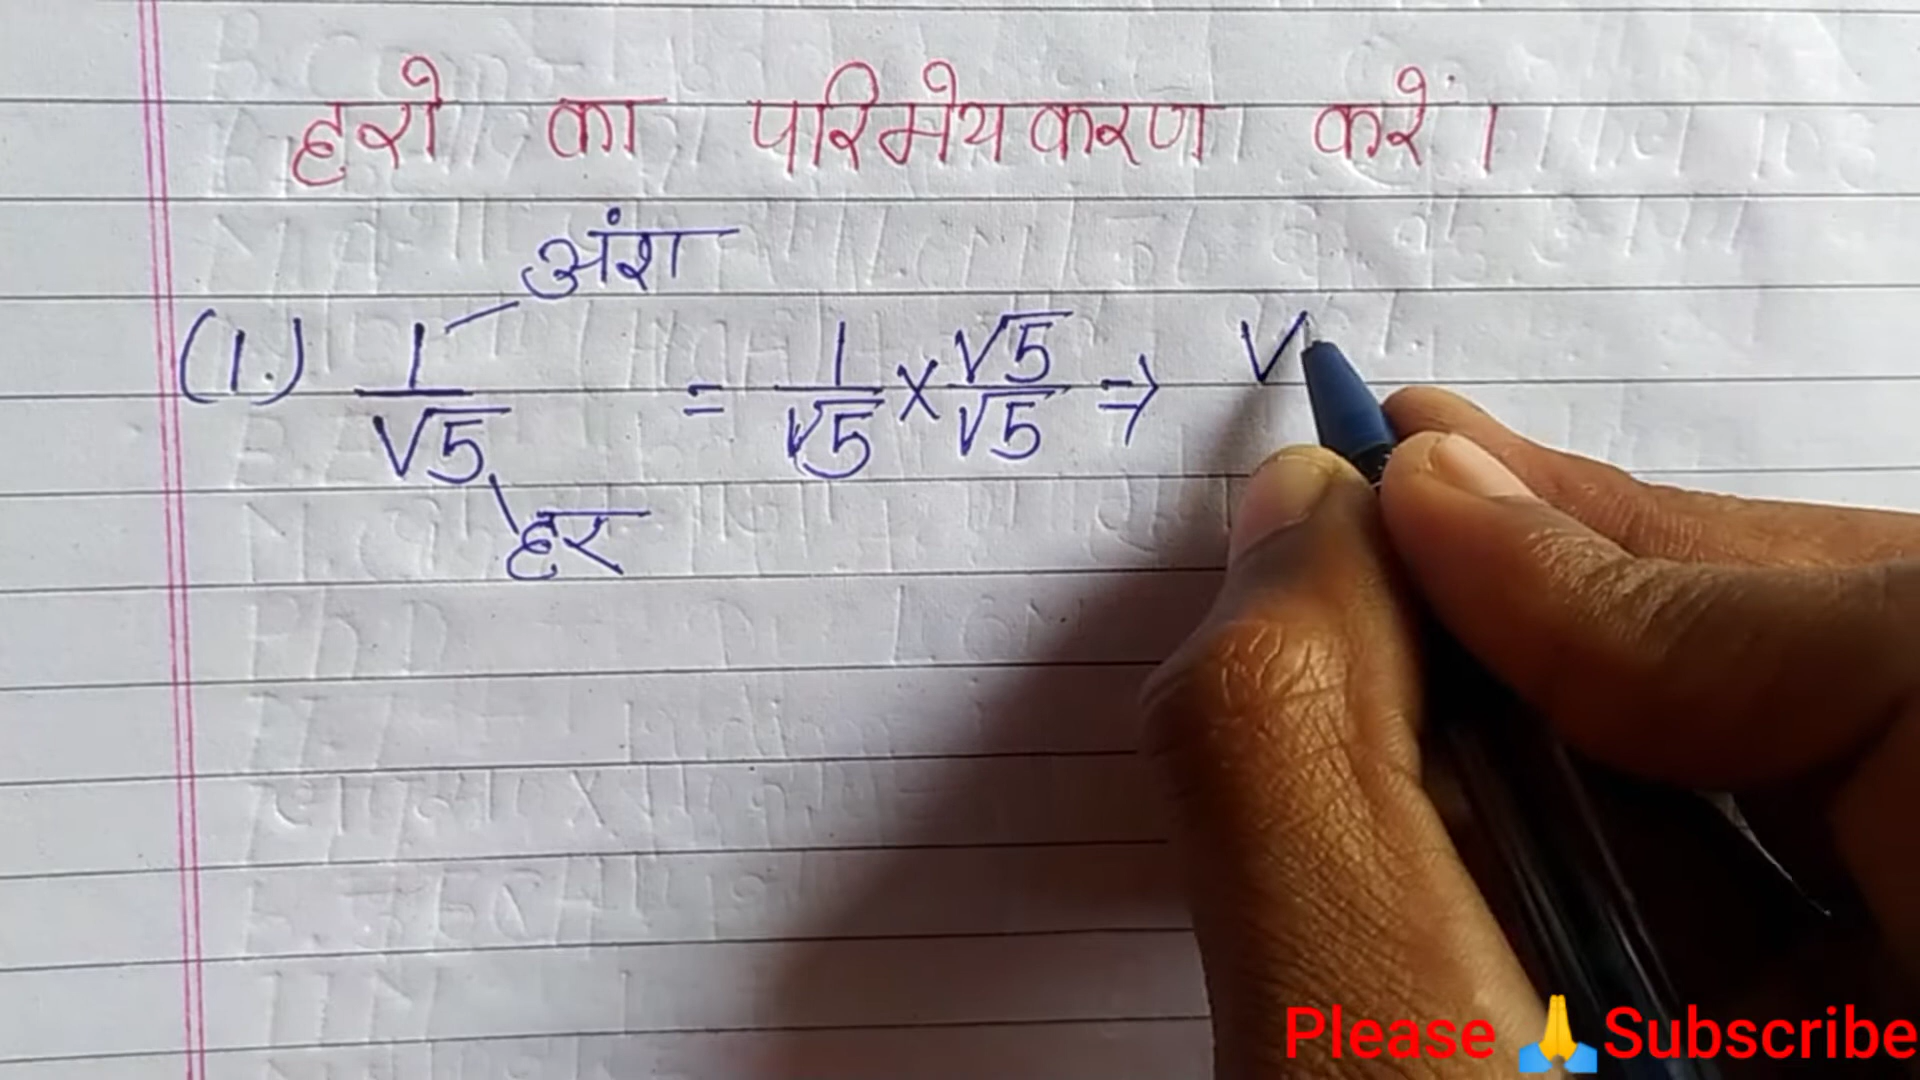 हरो का परिमेयकरण करें।
अंश
(1.) 1/√5 = 1/√5 × √5/√5 ⇒ √
हर
Please 🙏Subscribe